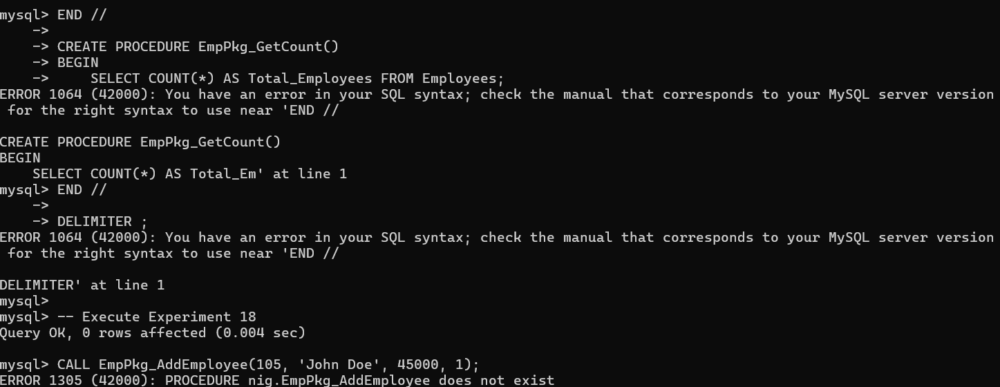 mysql> END //
    ->
    -> CREATE PROCEDURE EmpPkg_GetCount()
    -> BEGIN
    ->     SELECT COUNT(*) AS Total_Employees FROM Employees;
ERROR 1064 (42000): You have an error in your SQL syntax; check the manual that corresponds to your MySQL server version
 for the right syntax to use near 'END //

CREATE PROCEDURE EmpPkg_GetCount()
BEGIN
    SELECT COUNT(*) AS Total_Em' at line 1
mysql> END //
    ->
    -> DELIMITER ;
ERROR 1064 (42000): You have an error in your SQL syntax; check the manual that corresponds to your MySQL server version
 for the right syntax to use near 'END //

DELIMITER' at line 1
mysql>
mysql> -- Execute Experiment 18
Query OK, 0 rows affected (0.004 sec)

mysql> CALL EmpPkg_AddEmployee(105, 'John Doe', 45000, 1);
ERROR 1305 (42000): PROCEDURE nig.EmpPkg_AddEmployee does not exist